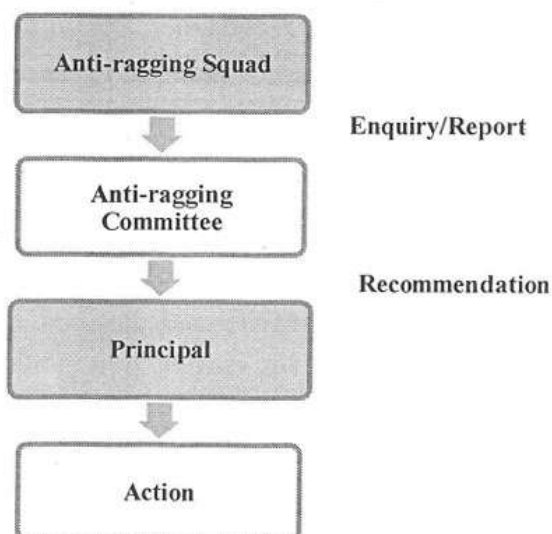 Anti-ragging Squad
Enquiry/Report
Anti-ragging
Committee
Recommendation
Principal
Action